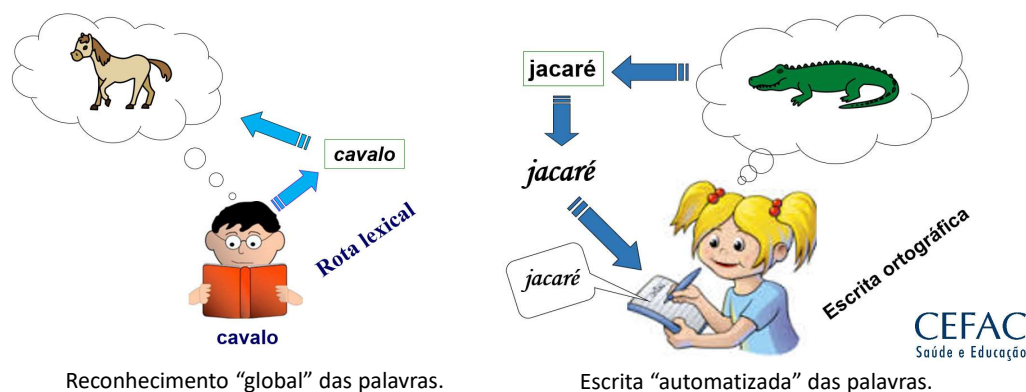 cavalo
Rota lexical
cavalo
Reconhecimento “global” das palavras.
jacaré
jacaré
jacaré
Escrita ortográfica
CEFAC
Saúde e Educação
Escrita “automatizada” das palavras.